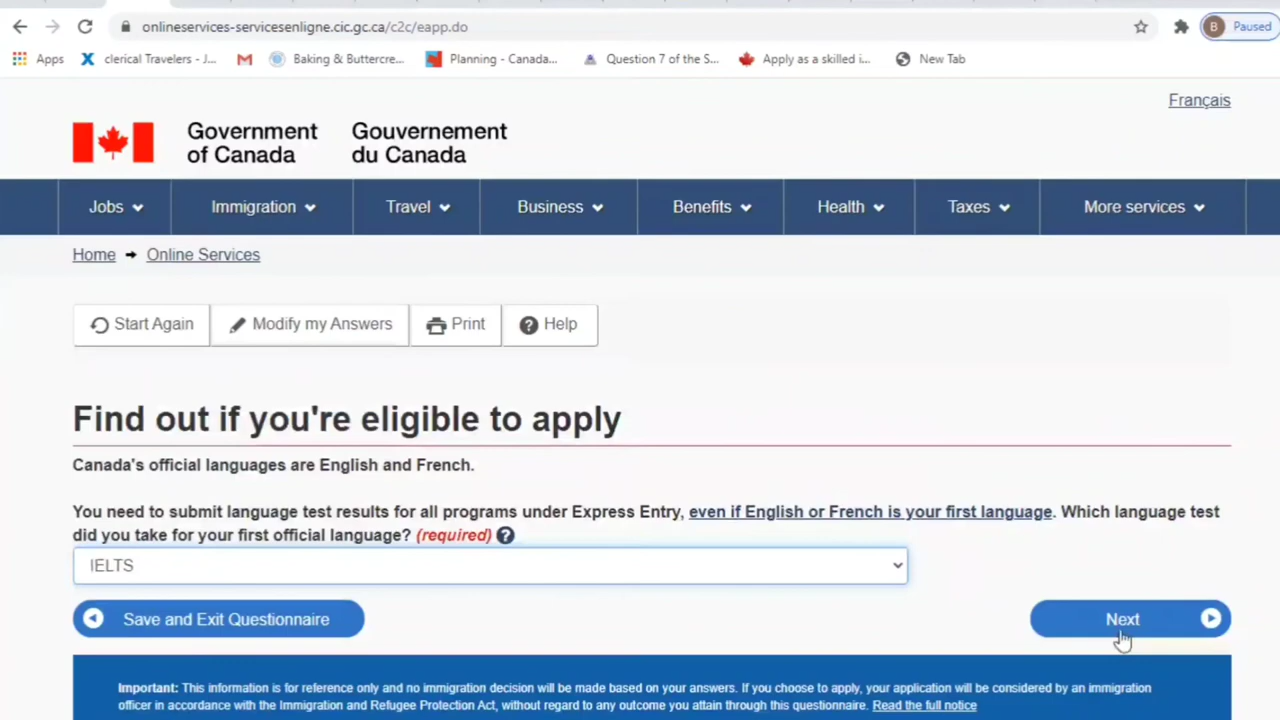 onlineservices-servicesenligne.cic.gc.ca/c2c/eapp.do
B Paused
Apps
clerical Travelers - J...
Baking & Buttercre...
Planning - Canada...
Question 7 of the S...
Apply as a skilled i...
New Tab
Français
Government of Canada
Gouvernement du Canada
Jobs
Immigration
Travel
Business
Benefits
Health
Taxes
More services
Home
Online Services
Start Again
Modify my Answers
Print
? Help
Find out if you're eligible to apply
Canada's official languages are English and French.
You need to submit language test results for all programs under Express Entry, even if English or French is your first language. Which language test
did you take for your first official language? (required) ?
IELTS
Save and Exit Questionnaire
Next
Important: This information is for reference only and no immigration decision will be made based on your answers. If you choose to apply, your application will be considered by an immigration
officer in accordance with the Immigration and Refugee Protection Act, without regard to any outcome you attain through this questionnaire. Read the full notice